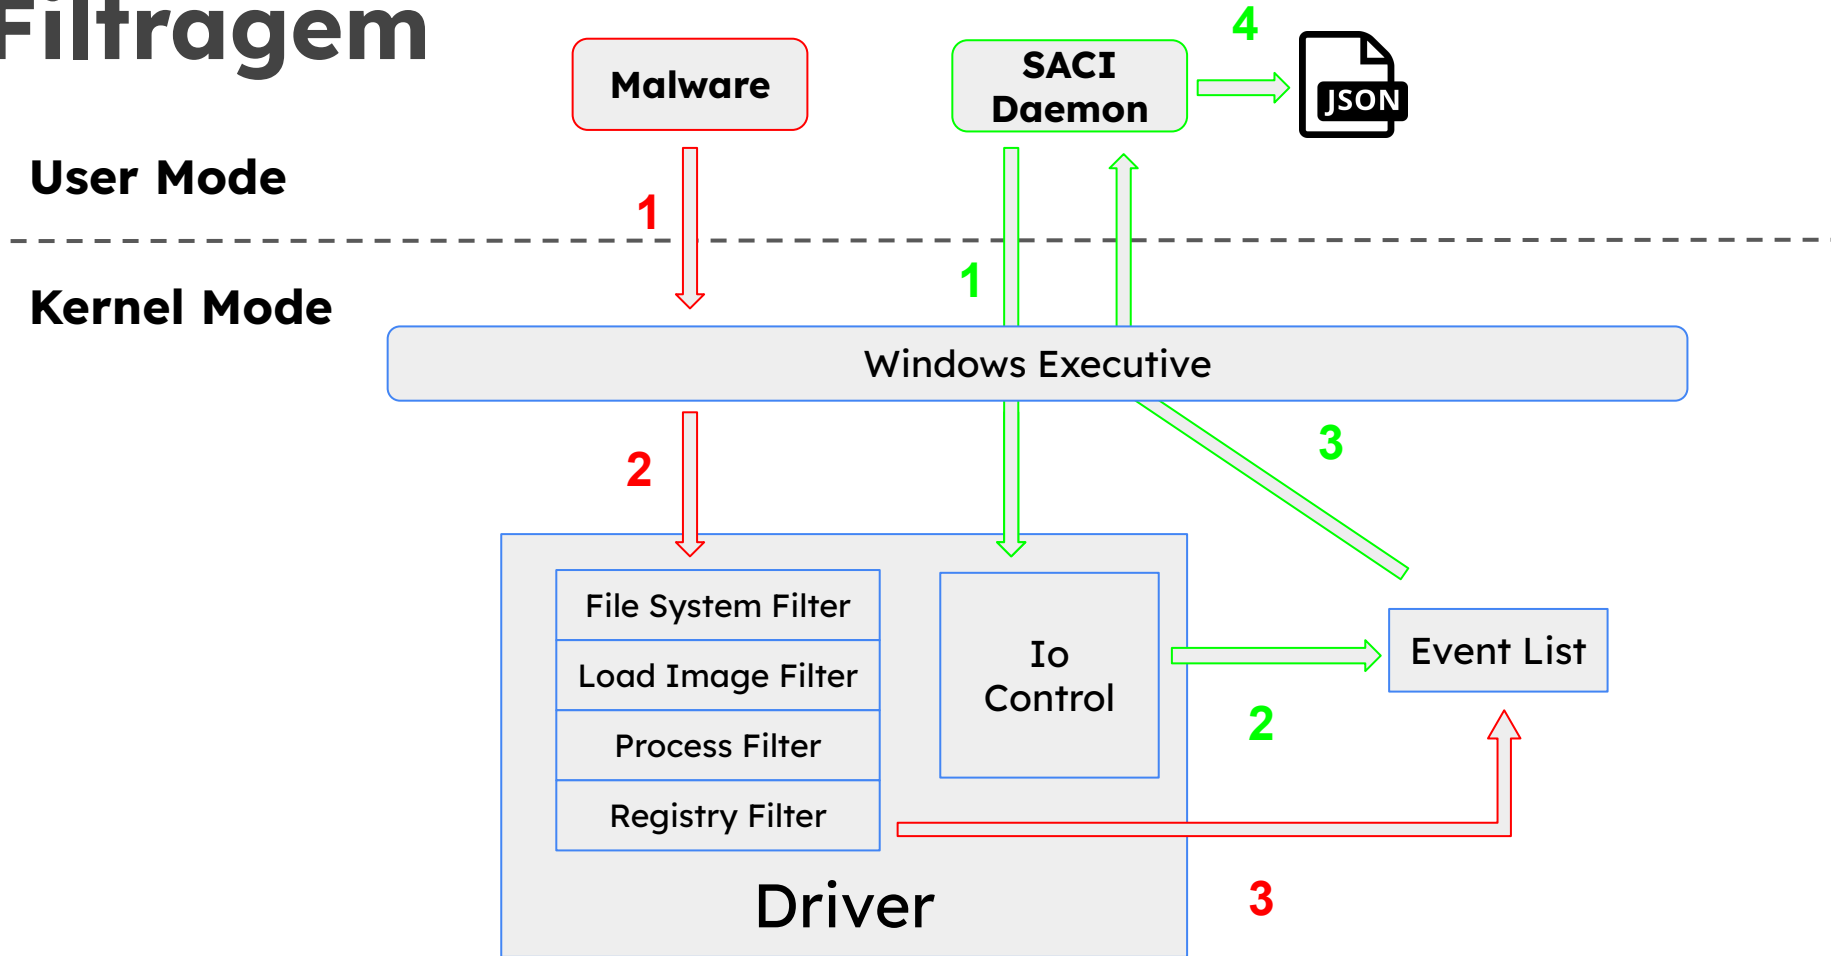 Filtragem
4
Malware
SACI
Daemon
JSON
User Mode
1
1
Kernel Mode
Windows Executive
2
3
File System Filter
Load Image Filter
Process Filter
Registry Filter
Io
Control
Event List
2
3
Driver